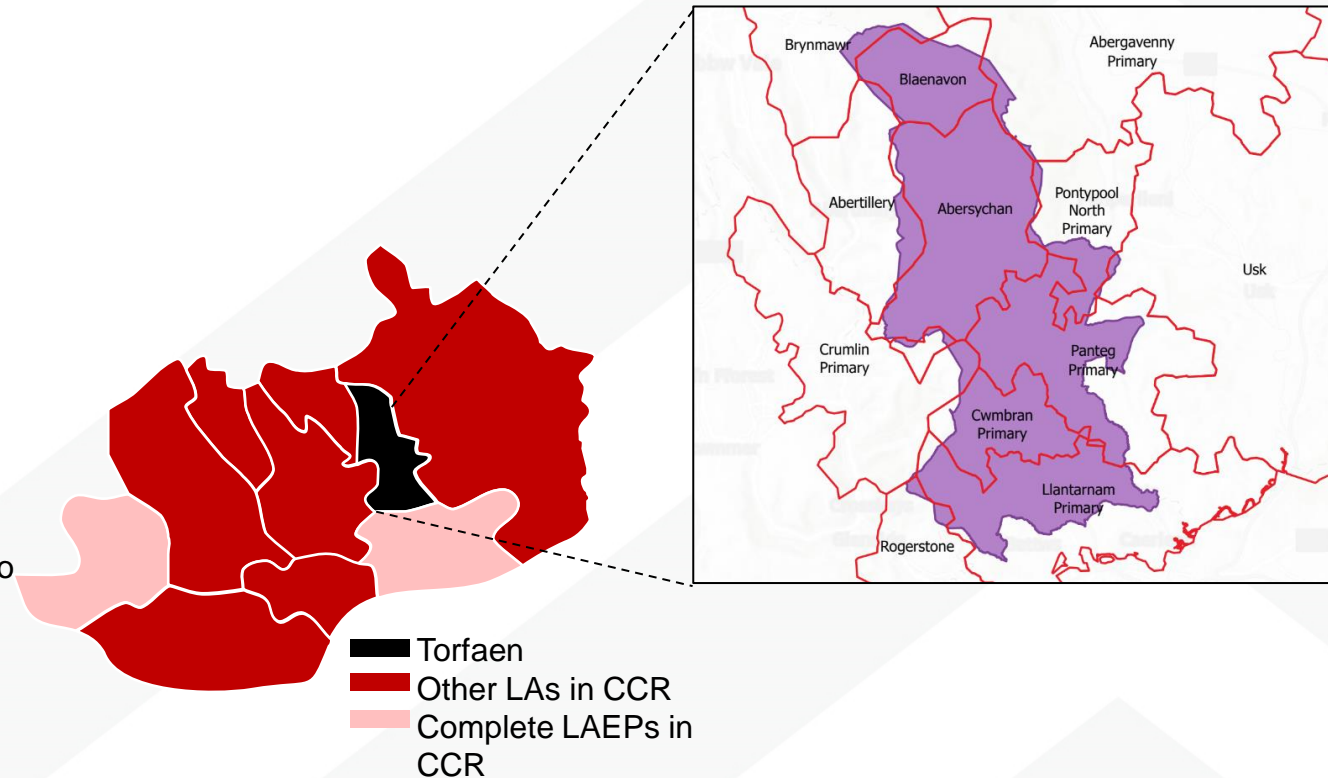 Brynmawr
Abergavenny
Primary
Blaenavon
Abertillery
Abersychan
Pontypool
North
Primary
Usk
Usk
Crumlin
Primary
Panteg
Primary
Cwmbran
Primary
Llantarnam
Primary
Rogerstone
o
Torfaen
Other LAs in CCR
Complete LAEPs in
CCR